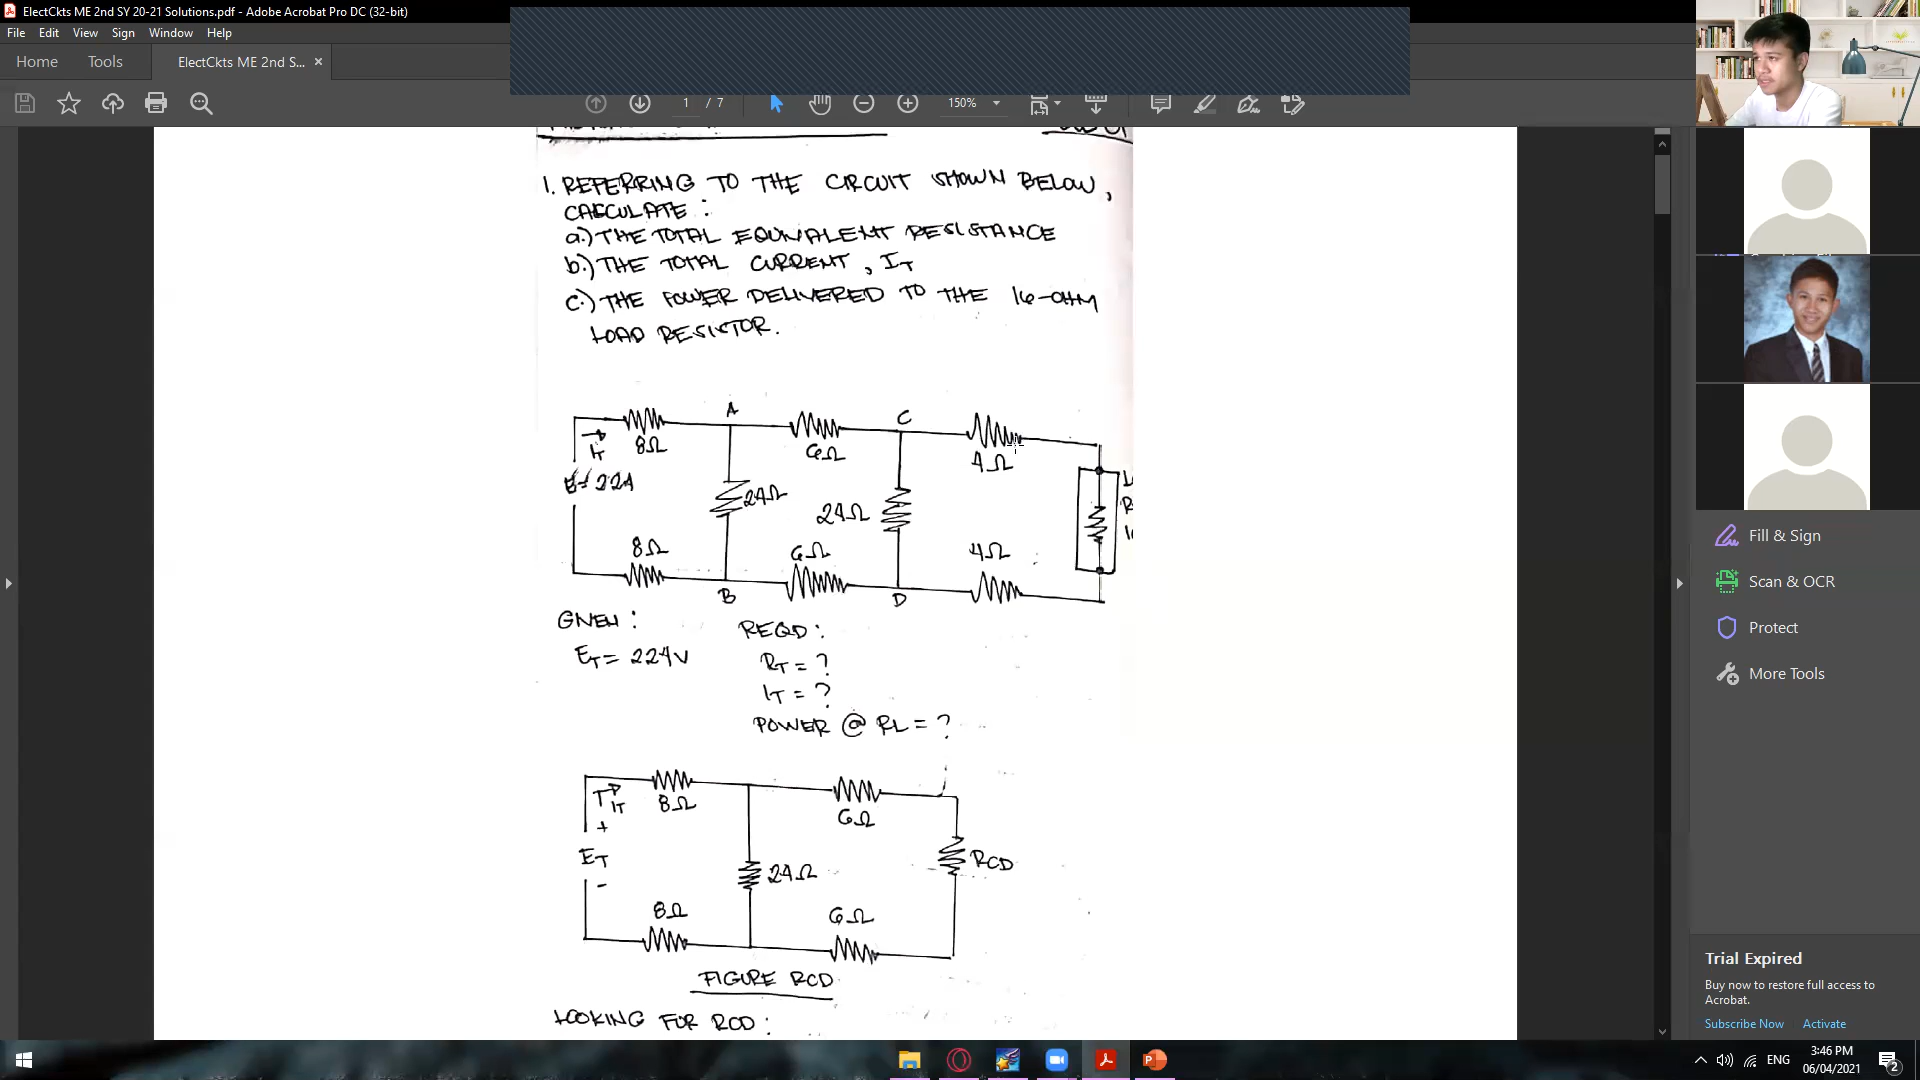 ElectCkts ME 2nd SY 20-21 Solutions.pdf - Adobe Acrobat Pro DC (32-bit)
File Edit View Sign Window Help
Home Tools ElectCkts ME 2nd S... ×
1 / 7 150%
1. REFERRING TO THE CIRCUIT SHOWN BELOW,
CALCULATE :
a.) THE TOTAL EQUIVALENT RESISTANCE
b.) THE TOTAL CURRENT, IT
c.) THE POWER DELIVERED TO THE 16-OHM
LOAD RESISTOR.
A C
8Ω 6Ω 4Ω
IT
E = 224
24Ω 24Ω
L
R
1
8Ω 6Ω 4Ω
B D
GIVEN :
ET = 224V
REQD :
RT = ?
IT = ?
POWER @ RL = ?
IT
8Ω 6Ω
+
ET
-
24Ω RCD
8Ω 6Ω
FIGURE RCD
LOOKING FOR RCD :
Fill & Sign
Scan & OCR
Protect
More Tools
Trial Expired
Buy now to restore full access to
Acrobat.
Subscribe Now Activate
ENG
3:46 PM
06/04/2021
2